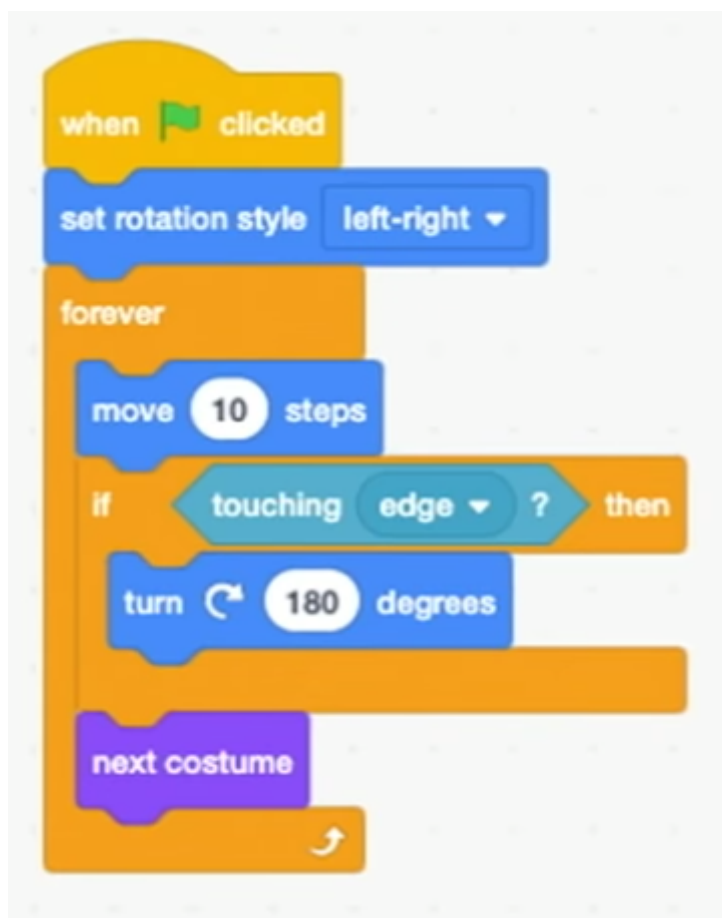 when clicked
set rotation style left-right
forever
move 10 steps
if touching edge ? then
turn 180 degrees
next costume